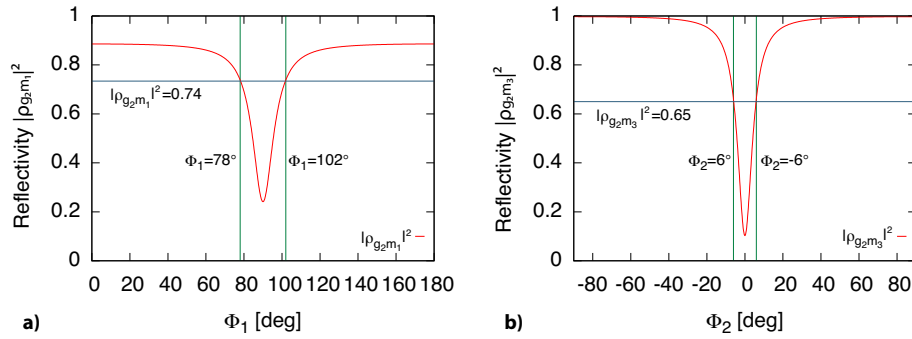 Reflectivity |ρg₂m₁|²
1
0.8
0.6
0.4
0.2
0
|ρg₂m₁|²=0.74
Φ₁=78°
Φ₁=102°
|ρg₂m₁|²
0 20 40 60 80 100 120 140 160 180
a)
Φ₁ [deg]
Reflectivity |ρg₂m₃|²
1
0.8
0.6
0.4
0.2
0
|ρg₂m₃|²=0.65
Φ₂=6°
Φ₂=-6°
|ρg₂m₃|²
-80 -60 -40 -20 0 20 40 60 80
b)
Φ₂ [deg]